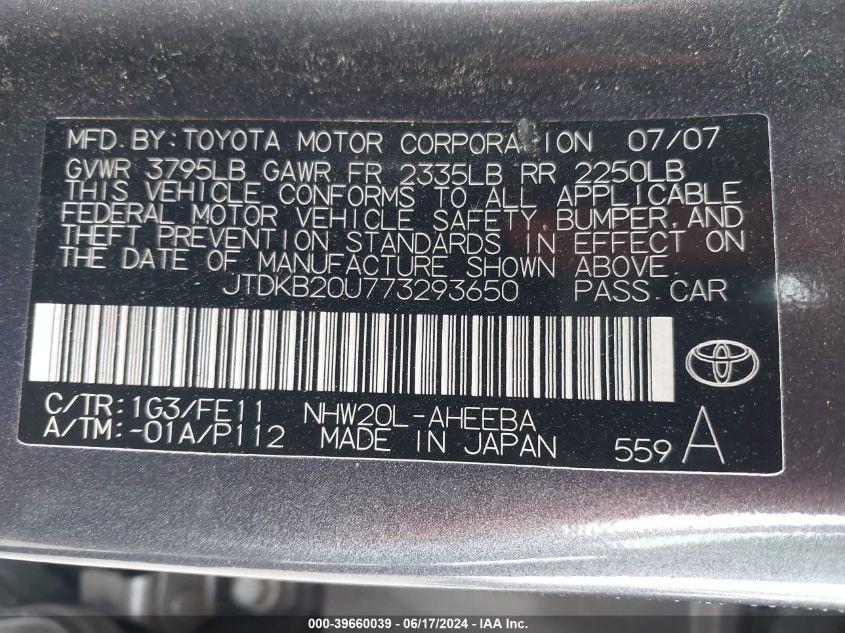 MFD.BY:TOYOTA MOTOR CORPORATION 07/07
GVWR 3795LB GAWR FR 2335LB RR 2250LB
THIS VEHICLE CONFORMS TO ALL APPLICABLE
FEDERAL MOTOR VEHICLE SAFETY,BUMPER,AND
THEFT PREVENTION STANDARDS IN EFFECT ON
THE DATE OF MANUFACTURE SHOWN ABOVE.
JTDKB20U773293650 PASS.CAR
C/TR:1G3/FE11 NHW20L-AHEEBA
A/TM:-01A/P112 MADE IN JAPAN 559 A
000-39660039 - 06/17/2024 - IAA Inc.